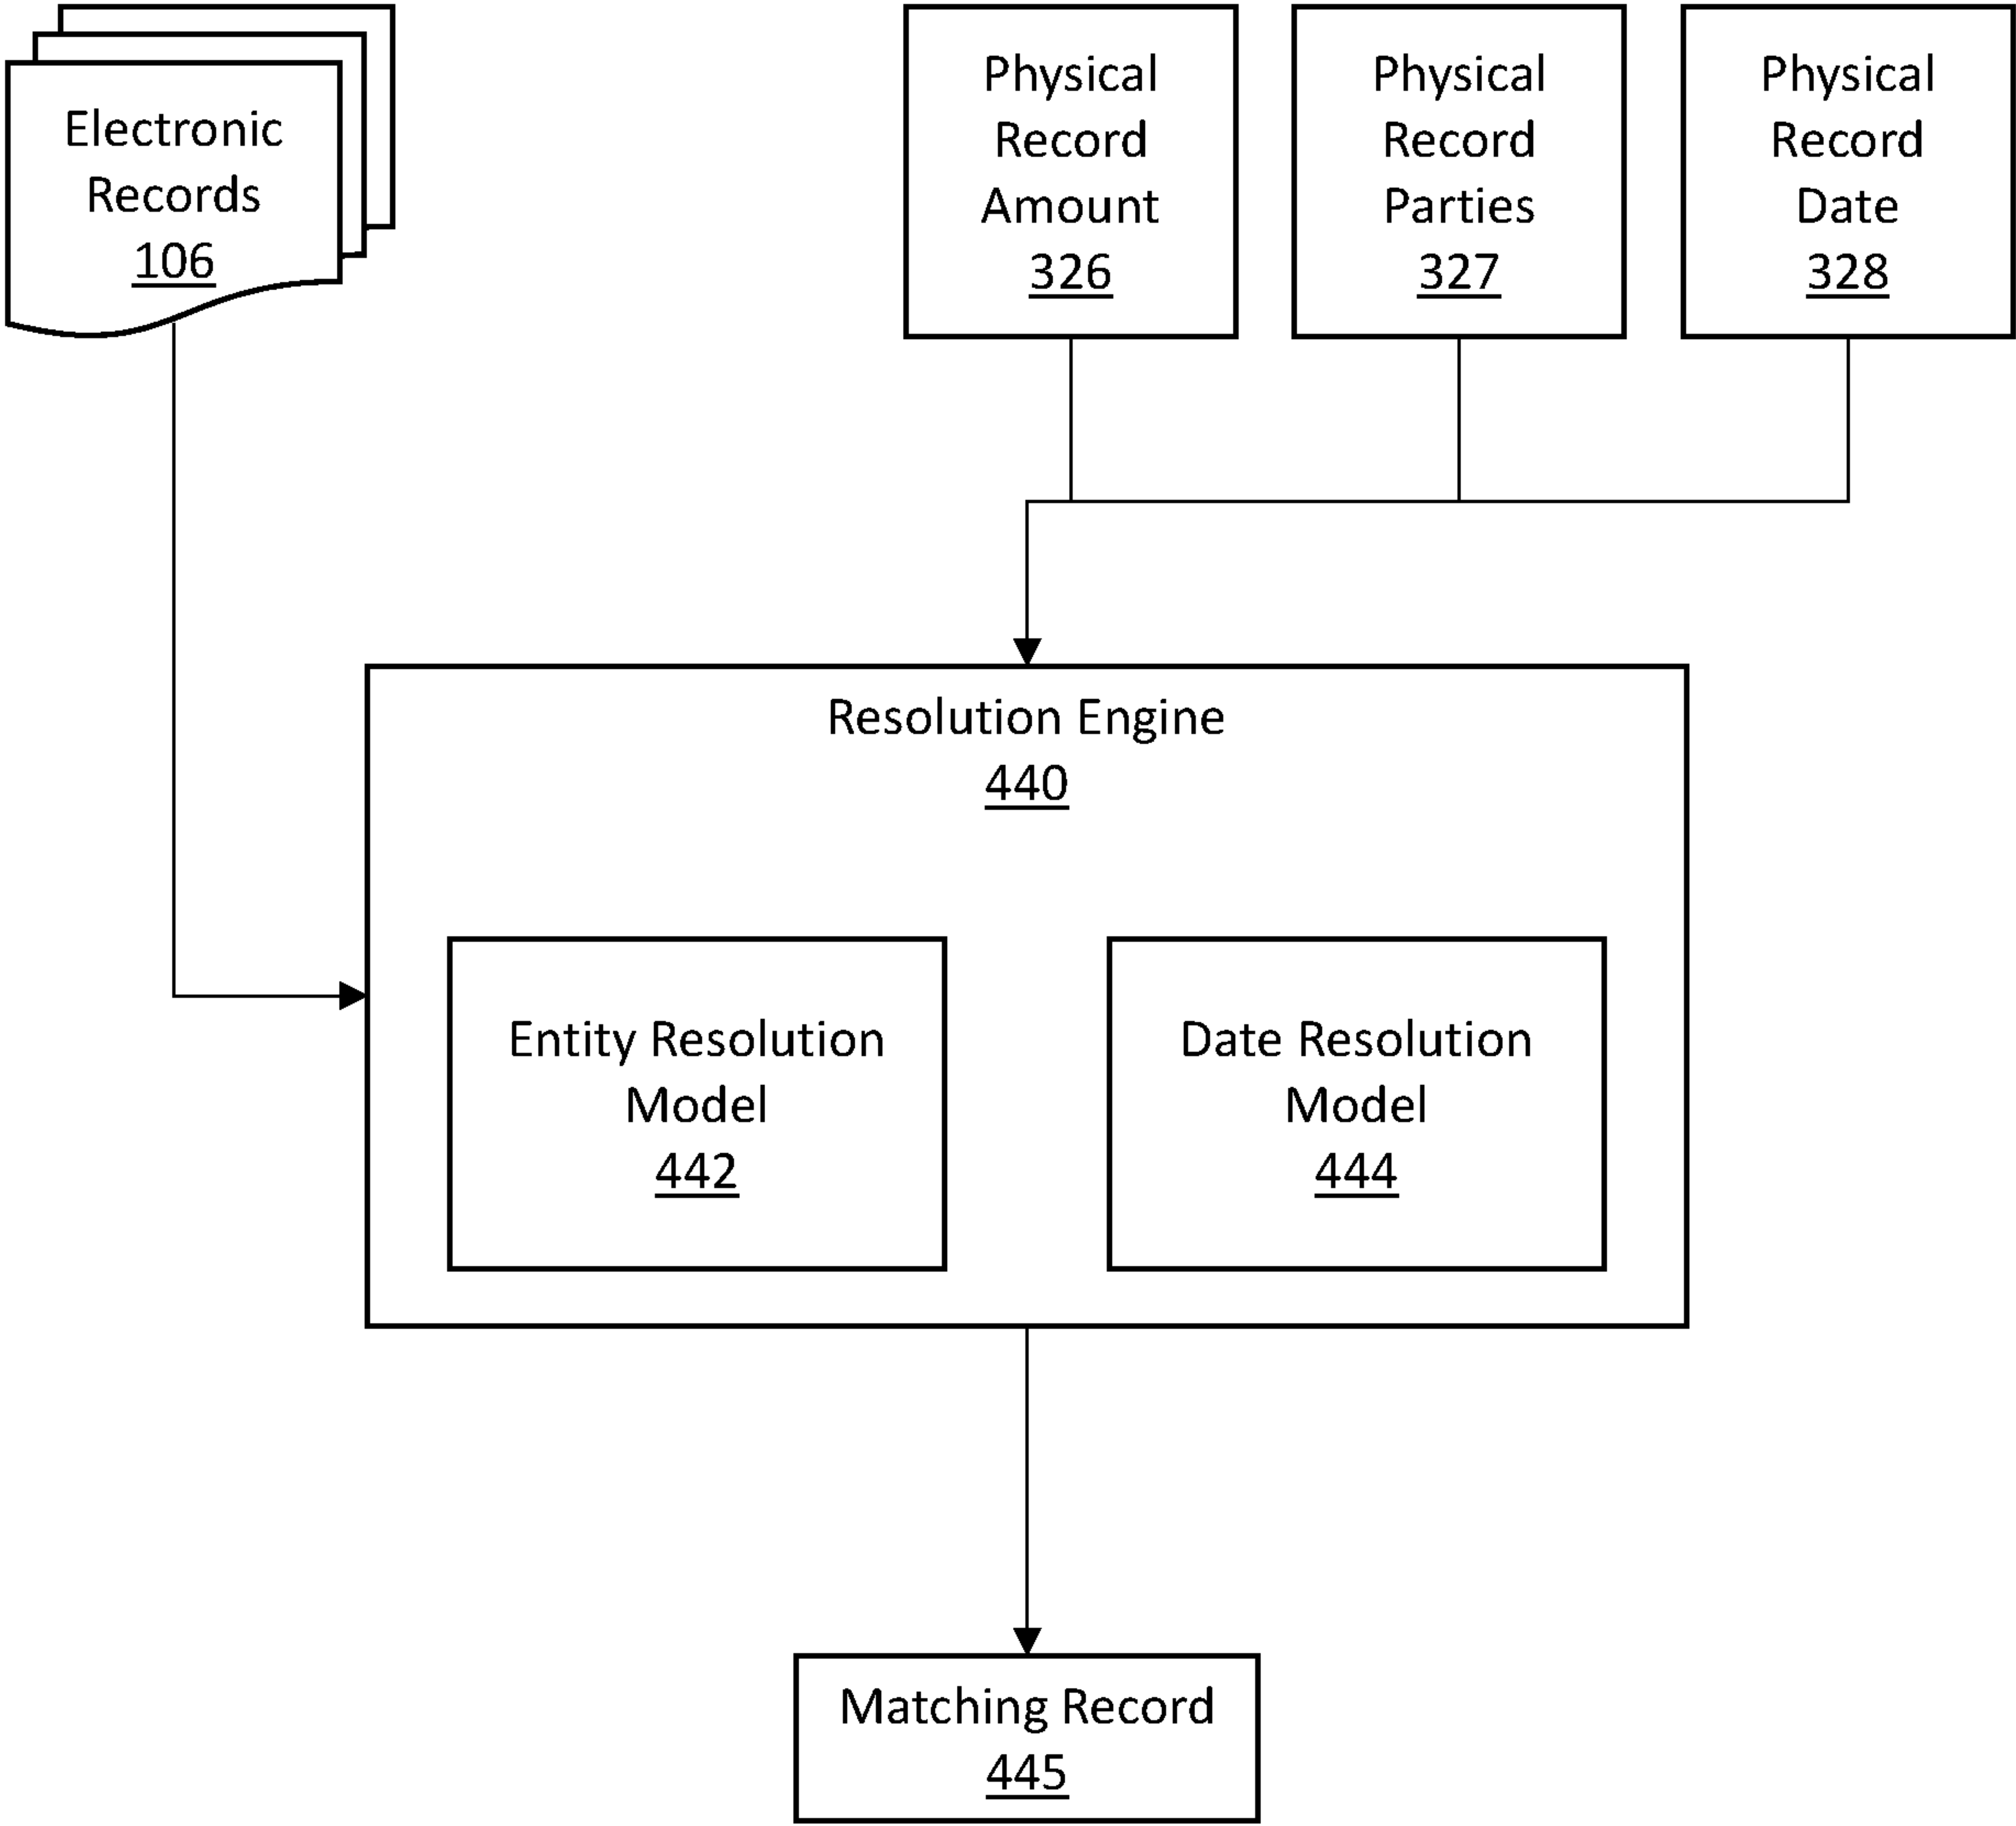 Electronic
Records
106
Physical
Record
Amount
326
Physical
Record
Parties
327
Physical
Record
Date
328
Resolution Engine
440
Entity Resolution
Model
442
Date Resolution
Model
444
Matching Record
445